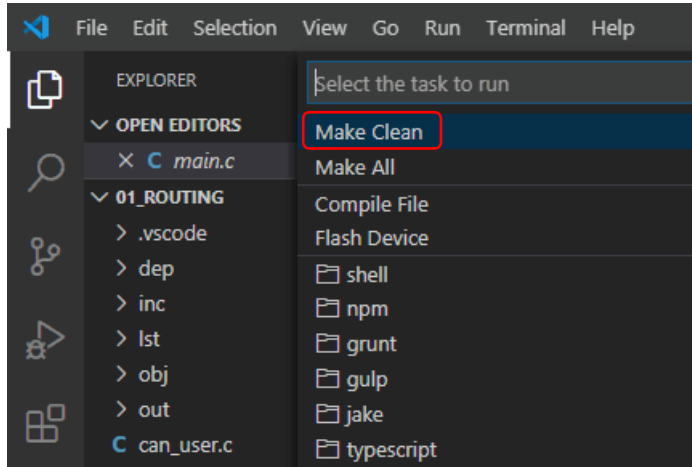 File Edit Selection View Go Run Terminal Help
EXPLORER
OPEN EDITORS
C main.c
01_ROUTING
.vscode
dep
inc
lst
obj
out
C can_user.c
Select the task to run
Make Clean
Make All
Compile File
Flash Device
shell
npm
grunt
gulp
jake
typescript